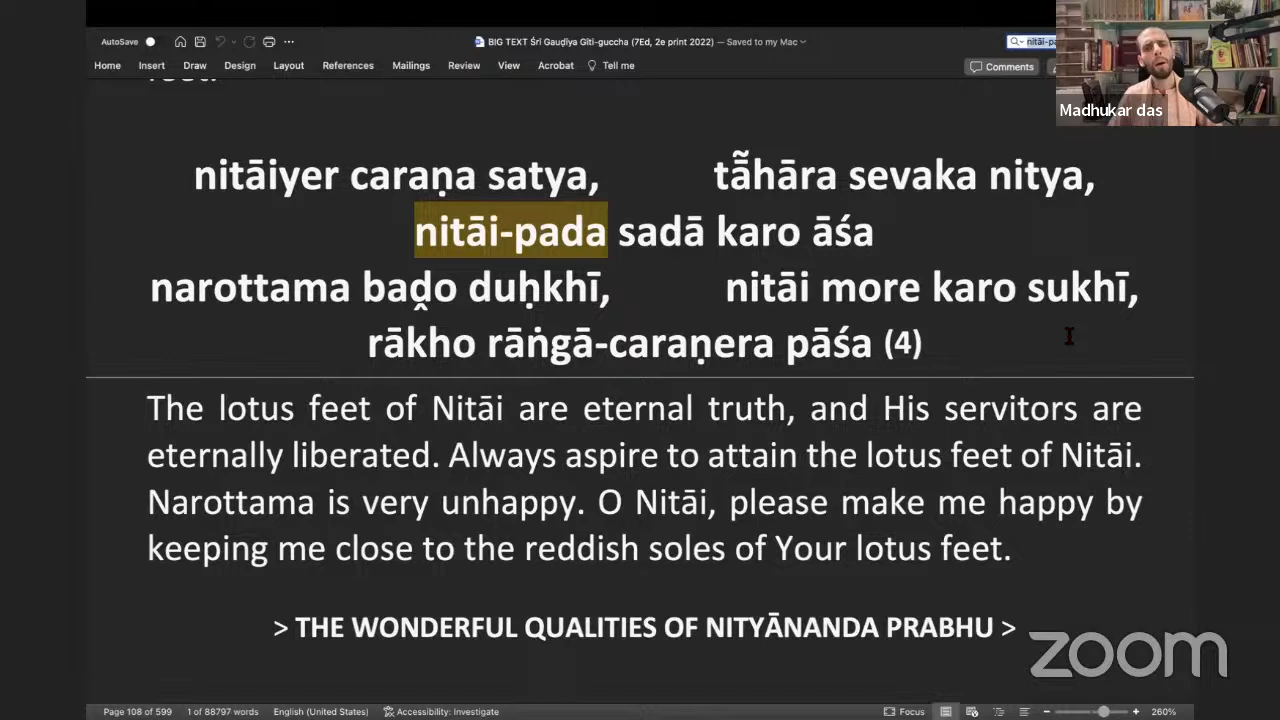 AutoSave
BIG TEXT Śrī Gauḍīya Gīti-guccha (7Ed, 2e print 2022) — Saved to my Mac
nitāi-pa
Home Insert Draw Design Layout References Mailings Review View Acrobat Tell me
Comments
Madhukar das
feet.
nitāiyer caraṇa satya, tā̃hāra sevaka nitya,
nitāi-pada sadā karo āśa
narottama baḍo duḥkhī, nitāi more karo sukhī,
rākho rāṅgā-caraṇera pāśa (4)
The lotus feet of Nitāi are eternal truth, and His servitors are
eternally liberated. Always aspire to attain the lotus feet of Nitāi.
Narottama is very unhappy. O Nitāi, please make me happy by
keeping me close to the reddish soles of Your lotus feet.
> THE WONDERFUL QUALITIES OF NITYĀNANDA PRABHU >
zoom
Page 108 of 599 1 of 88797 words English (United States) Accessibility: Investigate Focus 260%